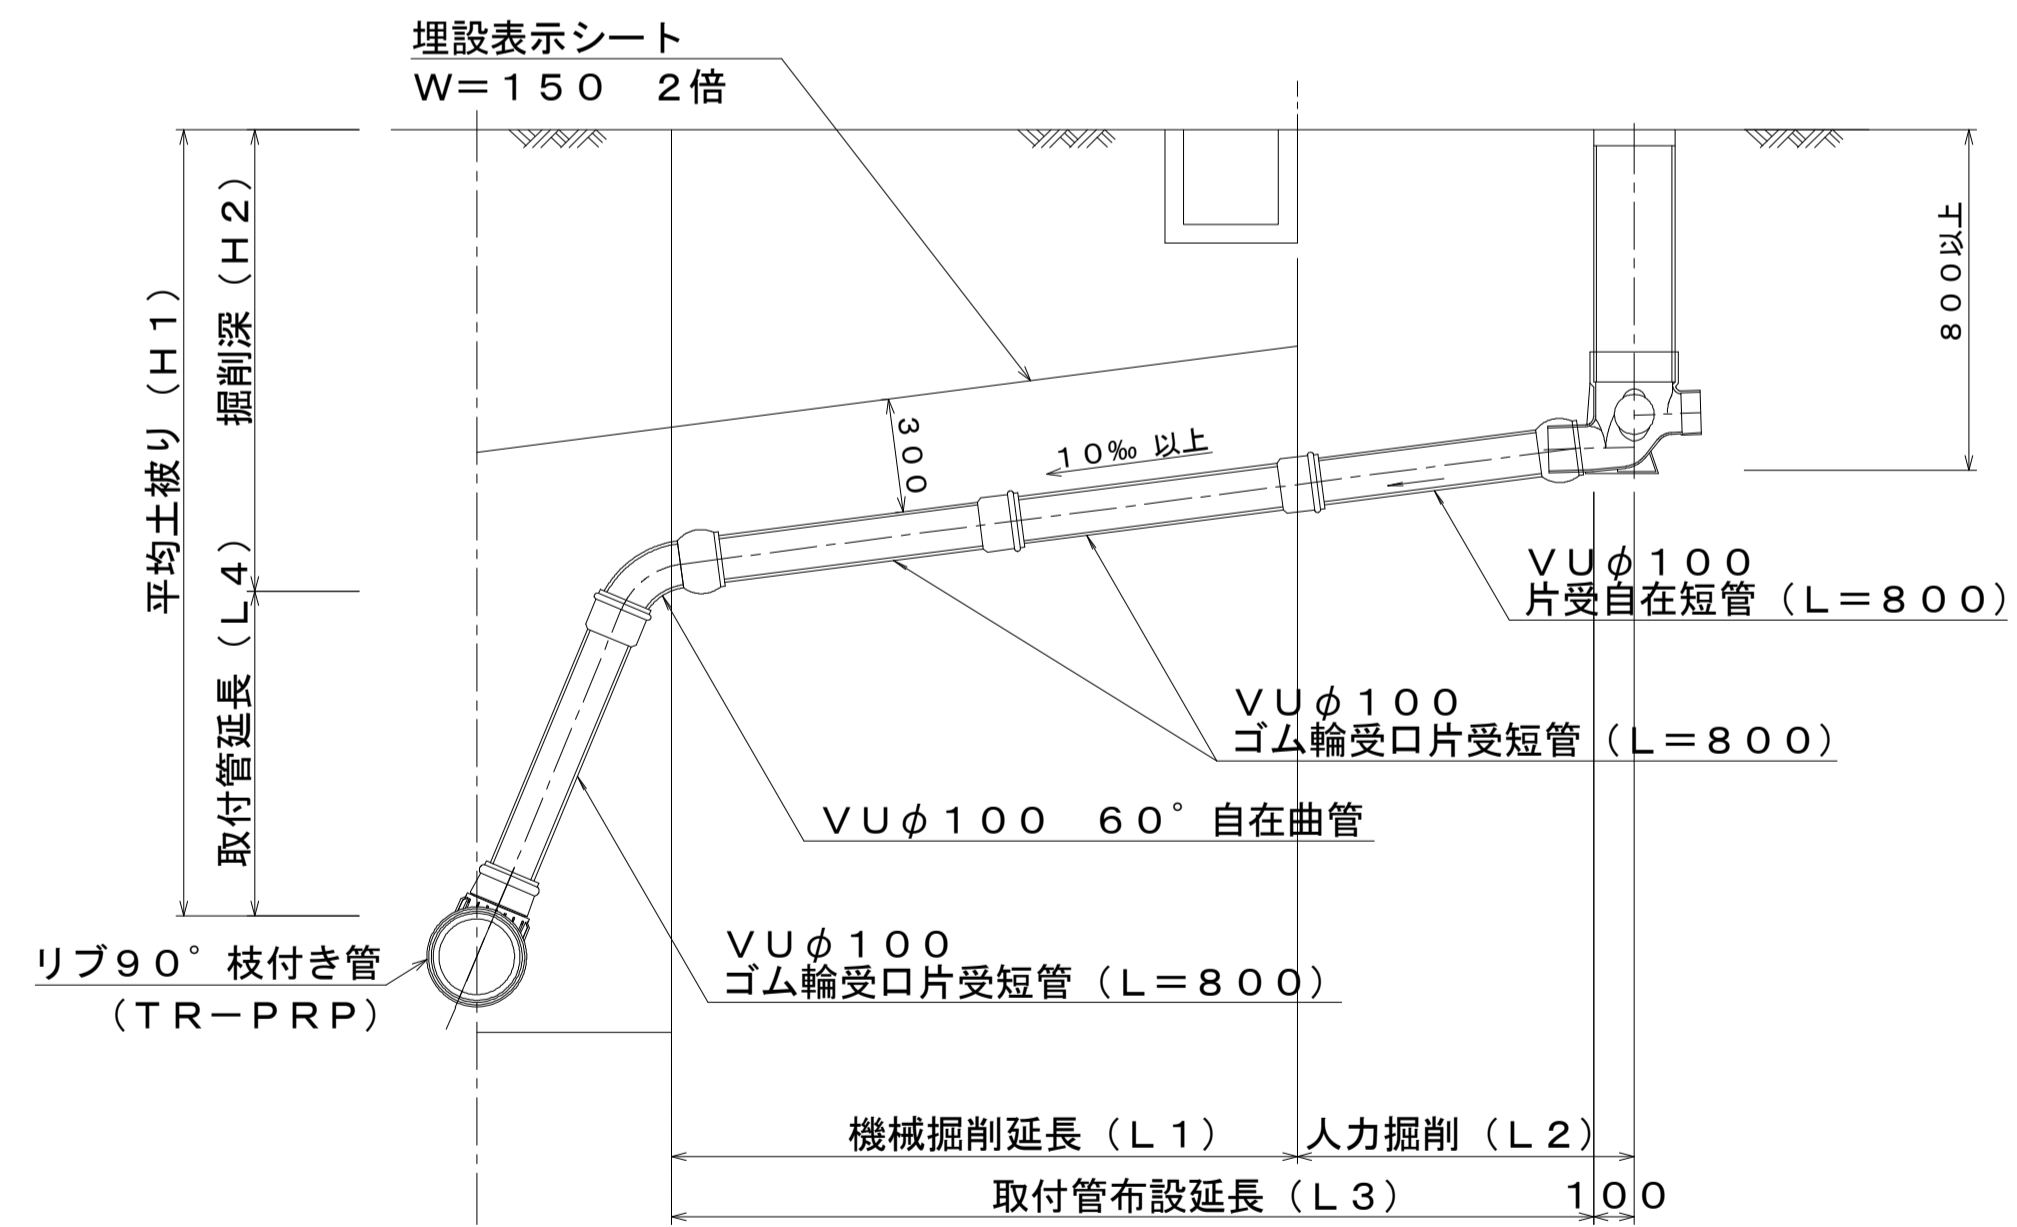 埋設表示シート
W=150 2倍
平均土被り（H1）
掘削深（H2）
取付管延長（L4）
800以上
300
10‰ 以上
VUφ100
片受自在短管（L=800）
VUφ100
ゴム輪受口片受短管（L=800）
VUφ100 60°自在曲管
VUφ100
ゴム輪受口片受短管（L=800）
リブ90°枝付き管
（TR－PRP）
機械掘削延長（L1）
人力掘削（L2）
取付管布設延長（L3）
100